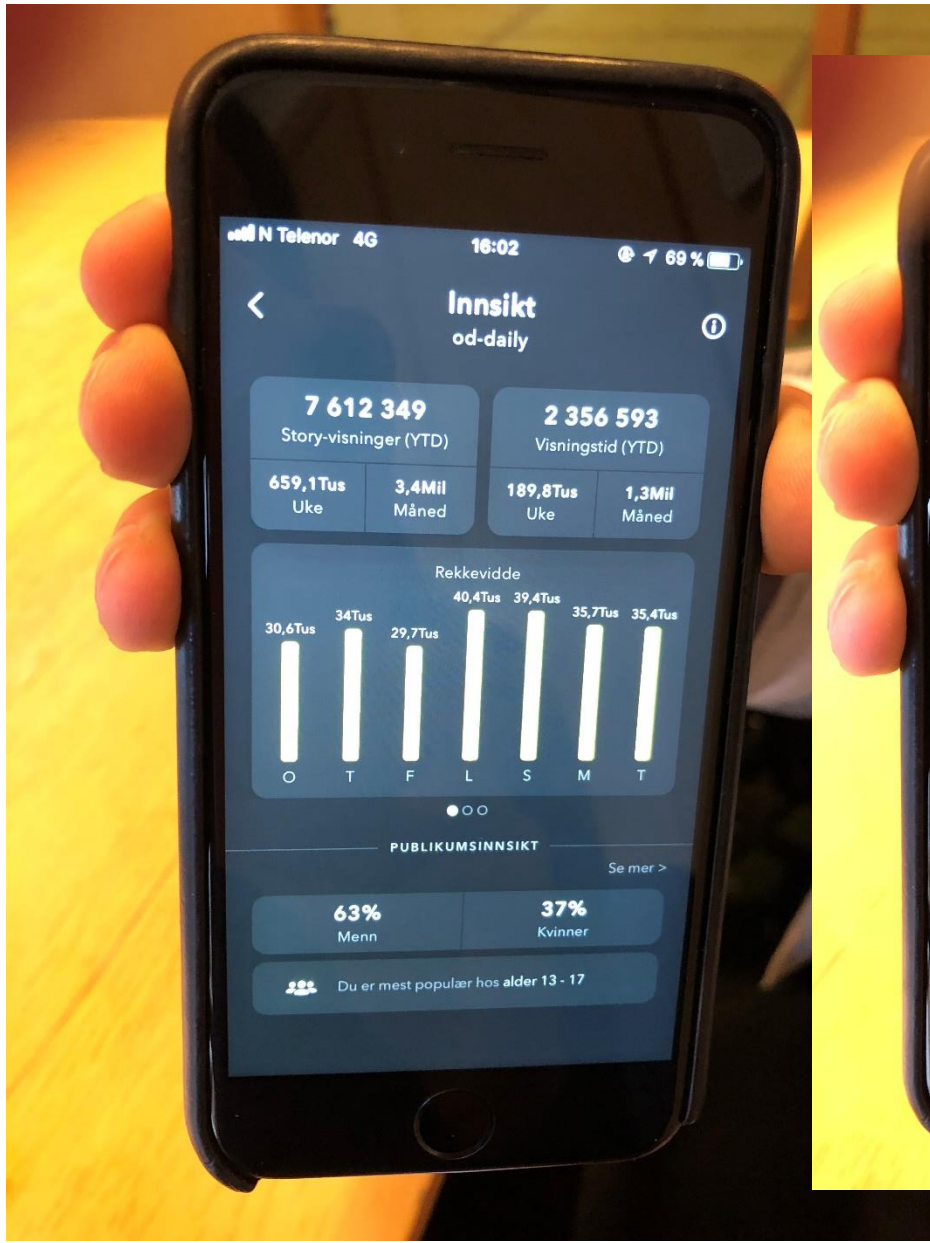 N Telenor 4G 16:02 69 %
Innsikt
od-daily
7 612 349
Story-visninger (YTD)
659,1Tus
Uke
3,4Mil
Måned
2 356 593
Visningstid (YTD)
189,8Tus
Uke
1,3Mil
Måned
Rekkevidde
30,6Tus 34Tus 29,7Tus 40,4Tus 39,4Tus 35,7Tus 35,4Tus
O T F L S M T
PUBLIKUMSINNSIKT
Se mer >
63%
Menn
37%
Kvinner
Du er mest populær hos alder 13 - 17